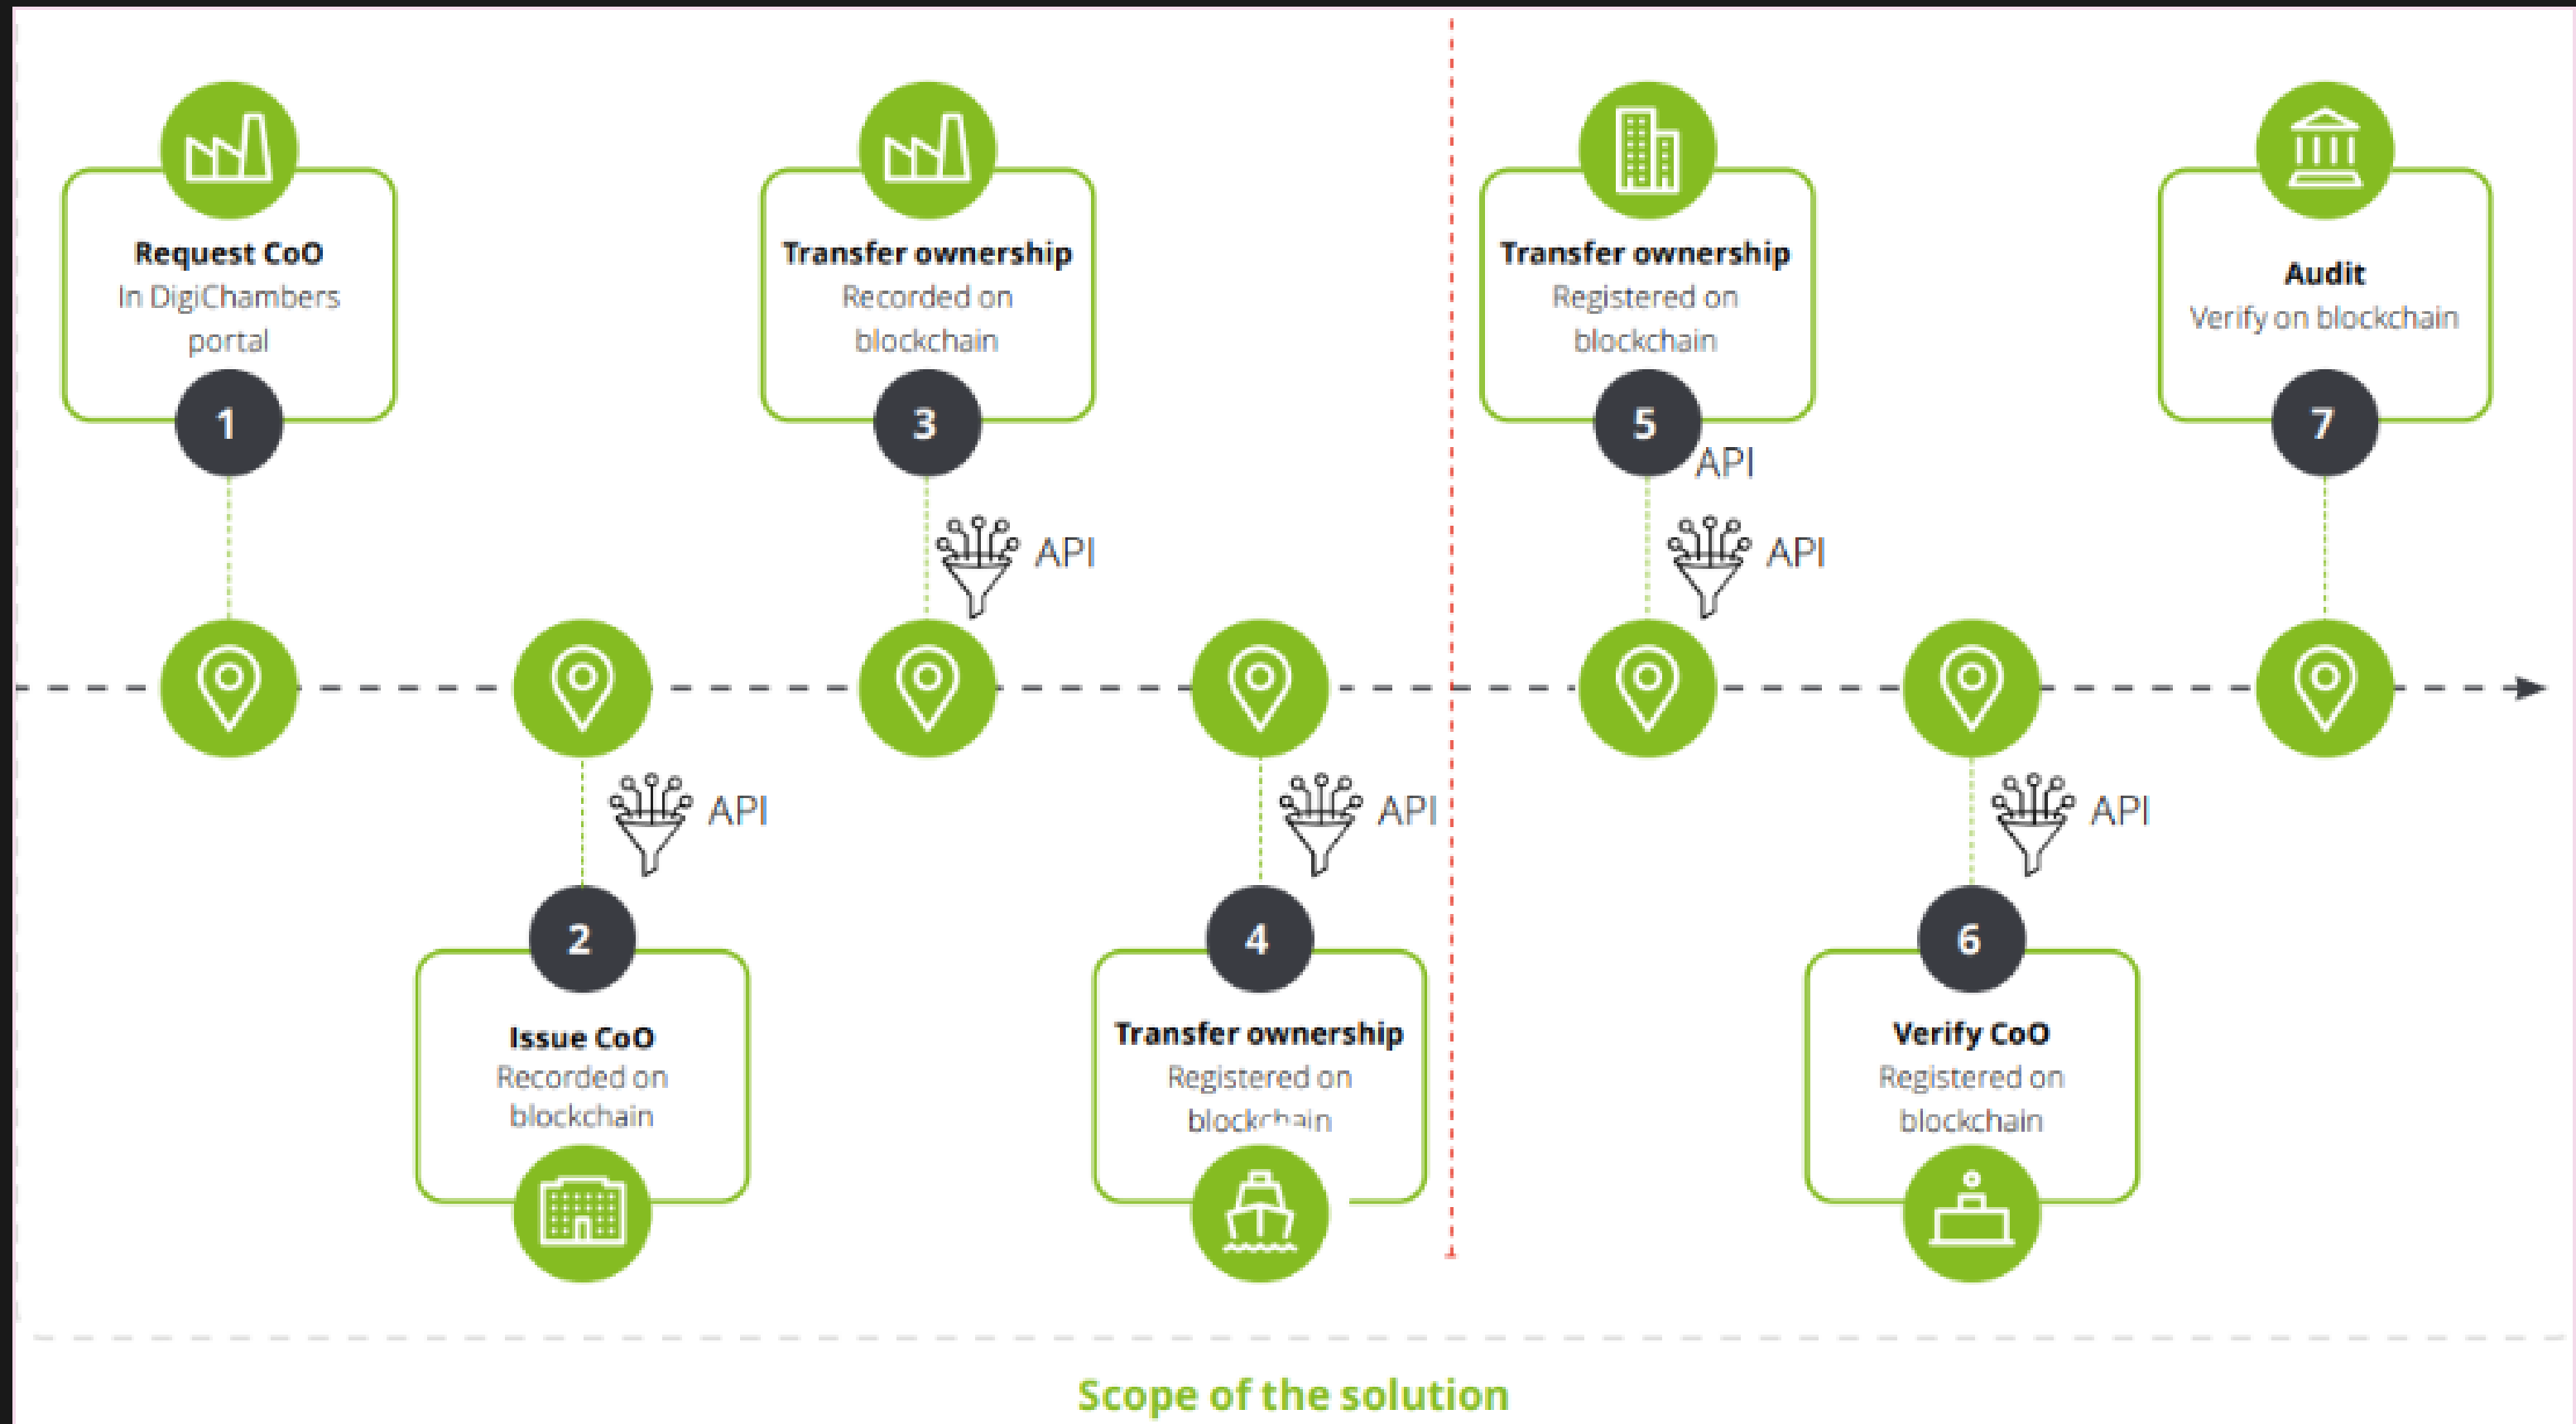 Request CoO
In DigiChambers
portal
1
API
2
Issue CoO
Recorded on
blockchain
Transfer ownership
Recorded on
blockchain
3
API
API
4
Transfer ownership
Registered on
blockchain
Transfer ownership
Registered on
blockchain
5
API
API
API
6
Verify CoO
Registered on
blockchain
Audit
Verify on blockchain
7
Scope of the solution